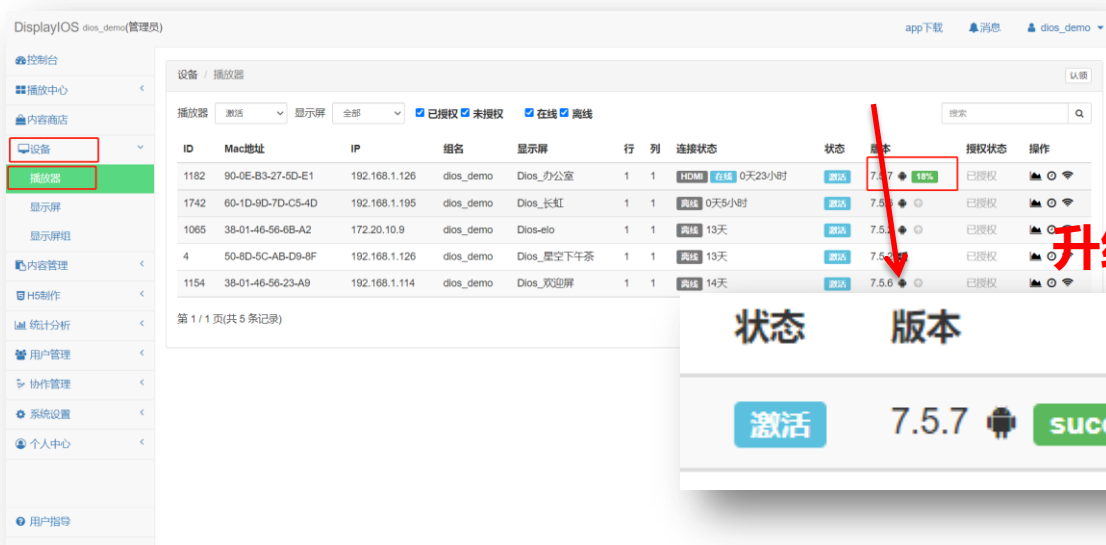 DisplayIOS dios_demo(管理员)
app下载 消息 dios_demo
控制台
播放中心
内容商店
设备
播放器
显示屏
显示屏组
内容管理
H5制作
统计分析
用户管理
协作管理
系统设置
个人中心
用户指导
设备 / 播放器 认领
播放器 激活 显示屏 全部 已授权 未授权 在线 离线 搜索
ID Mac地址 IP 组名 显示屏 行 列 连接状态 状态 版本 授权状态 操作
1182 90-0E-B3-27-5D-E1 192.168.1.126 dios_demo Dios_办公室 1 1 HDMI 在线 0天23小时 激活 7.5.7 18% 已授权
1742 60-1D-9D-7D-C5-4D 192.168.1.195 dios_demo Dios_长虹 1 1 离线 0天5小时 激活 已授权
1065 38-01-46-56-6B-A2 172.20.10.9 dios_demo Dios-elo 1 1 离线 13天 激活 7.5.2 已授权
4 50-8D-5C-AB-D9-8F 192.168.1.126 dios_demo Dios_星空下午茶 1 1 离线 13天 激活 已授权
1154 38-01-46-56-23-A9 192.168.1.114 dios_demo Dios_欢迎屏 1 1 离线 14天 激活 7.5.6 已授权
第 1 / 1 页(共 5 条记录)
状态 版本
激活 7.5.7 succ